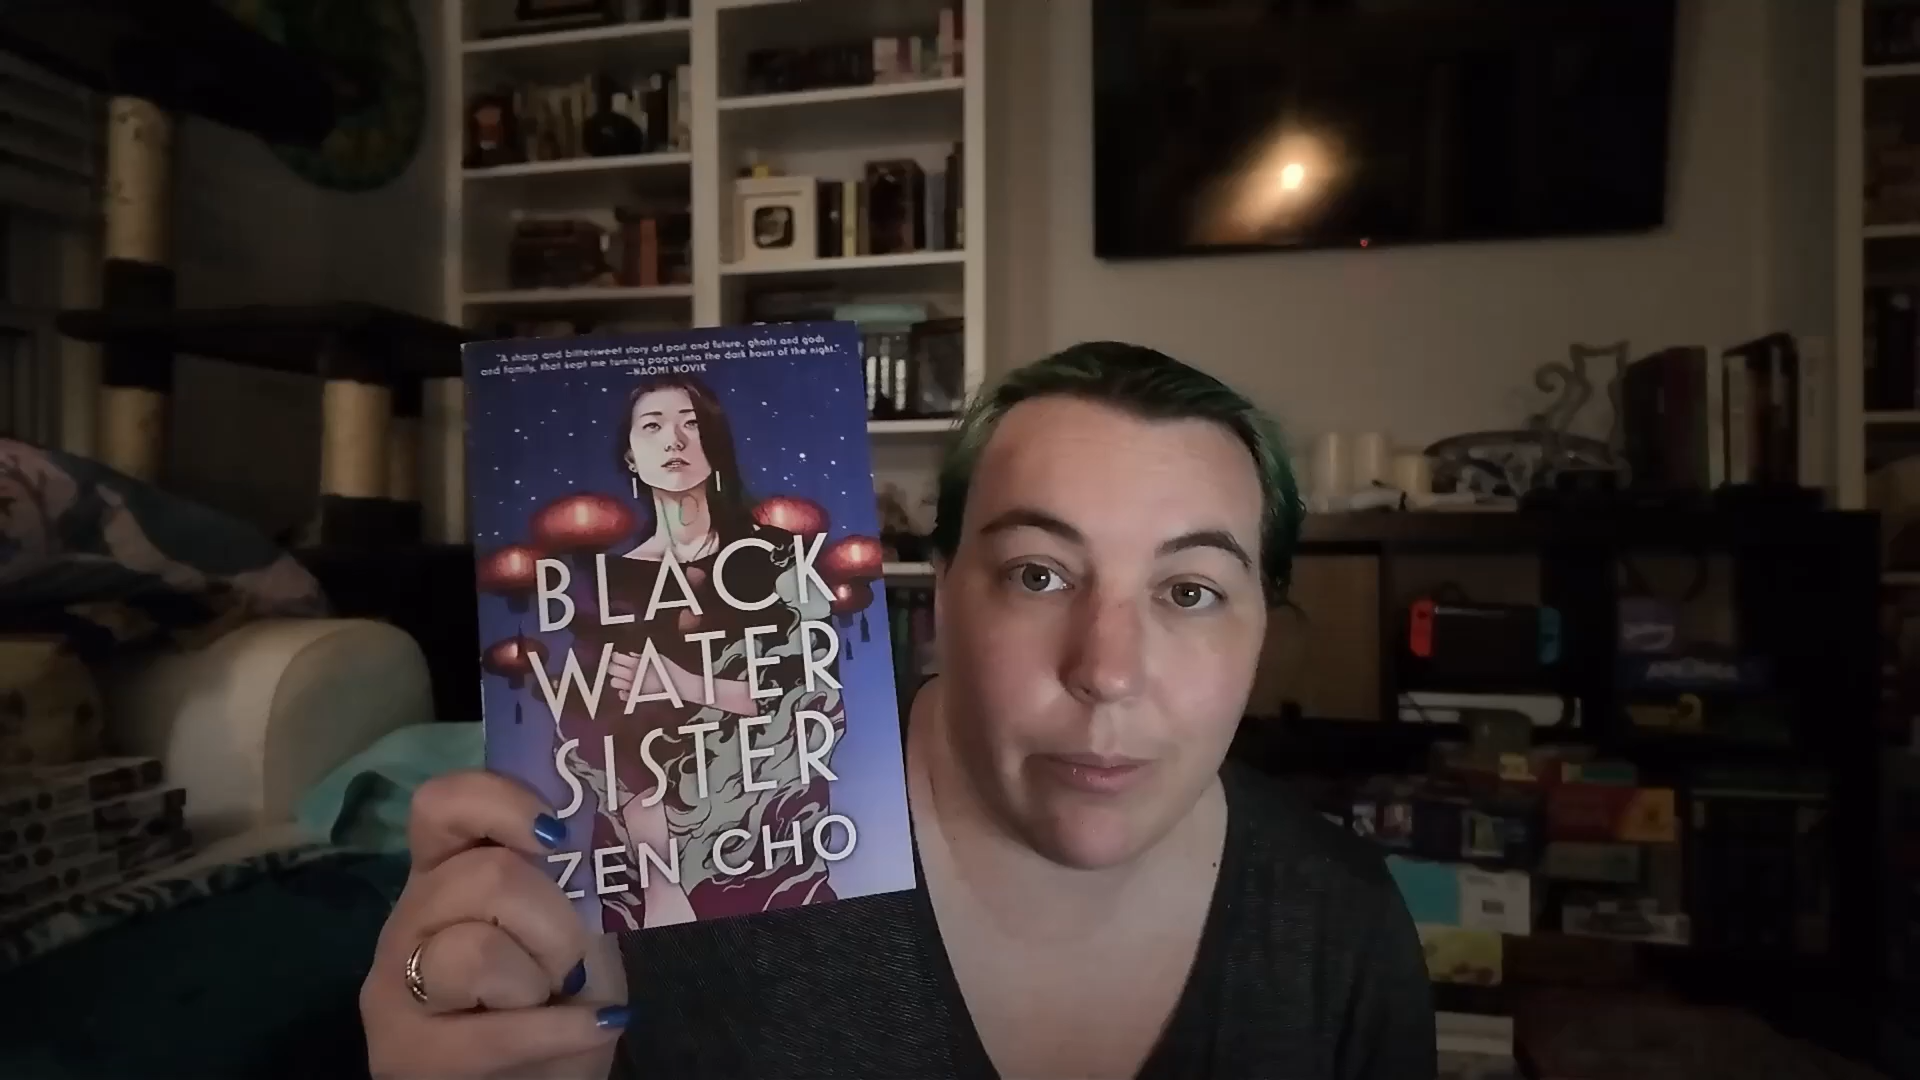 "A sharp and bittersweet story of past and future, ghosts and gods
and family, that kept me turning pages into the dark hours of the night."
—NAOMI NOVIK
BLACK
WATER
SISTER
ZEN CHO